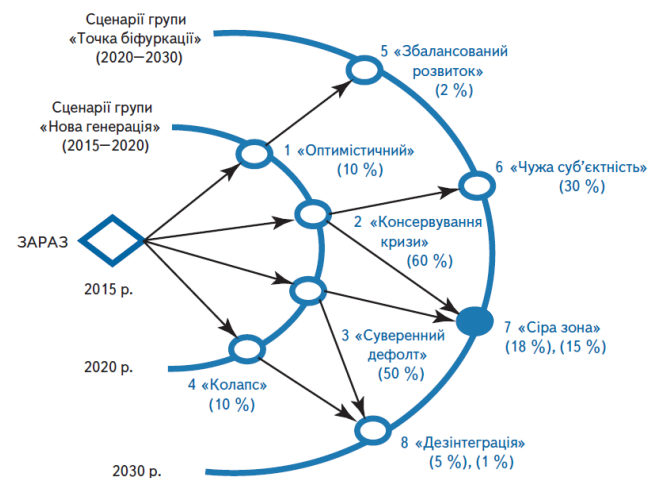 Сценарії групи
«Точка біфуркації»
(2020—2030)
5 «Збалансований
розвиток»
(2 %)
Сценарії групи
«Нова генерація»
(2015—2020)
1 «Оптимістичний»
(10 %)
6 «Чужа суб’єктність»
(30 %)
ЗАРАЗ
2 «Консервування
кризи»
(60 %)
2015 р.
3 «Суверенний
дефолт»
(50 %)
7 «Сіра зона»
(18 %), (15 %)
2020 р.
4 «Колапс»
(10 %)
8 «Дезінтеграція»
(5 %), (1 %)
2030 р.